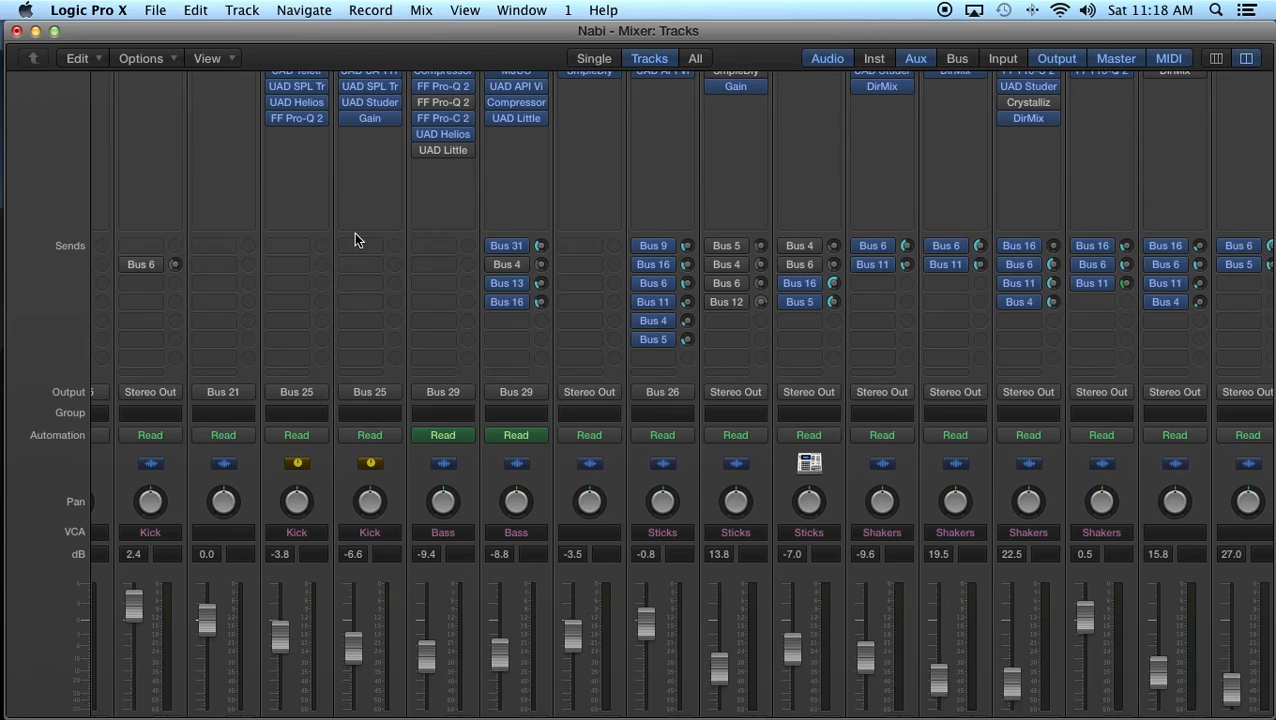 Logic Pro X File Edit Track Navigate Record Mix View Window 1 Help Sat 11:18 AM
Nabi - Mixer: Tracks
Edit Options View Single Tracks All Audio Inst Aux Bus Input Output Master MIDI
UAD SPL Tr UAD SPL Tr FF Pro-Q 2 UAD API Vi Gain DirMix UAD Studer
UAD Helios UAD Studer FF Pro-Q 2 Compressor Crystalliz
FF Pro-Q 2 Gain FF Pro-C 2 UAD Little DirMix
UAD Helios
UAD Little
Sends Bus 31 Bus 9 Bus 5 Bus 4 Bus 6 Bus 6 Bus 16 Bus 16 Bus 16 Bus 6
Bus 6 Bus 4 Bus 16 Bus 4 Bus 6 Bus 11 Bus 11 Bus 6 Bus 6 Bus 6 Bus 5
Bus 13 Bus 6 Bus 6 Bus 16 Bus 11 Bus 11 Bus 11
Bus 16 Bus 11 Bus 12 Bus 5 Bus 4 Bus 4
Bus 4
Bus 5
Output Stereo Out Bus 21 Bus 25 Bus 25 Bus 29 Bus 29 Stereo Out Bus 26 Stereo Out Stereo Out Stereo Out Stereo Out Stereo Out Stereo Out Stereo Out Stereo Out
Group
Automation Read Read Read Read Read Read Read Read Read Read Read Read Read Read Read Read
Pan
VCA Kick Kick Kick Bass Bass Sticks Sticks Sticks Shakers Shakers Shakers Shakers
dB 2.4 0.0 -3.8 -6.6 -9.4 -8.8 -3.5 -0.8 13.8 -7.0 -9.6 19.5 22.5 0.5 15.8 27.0